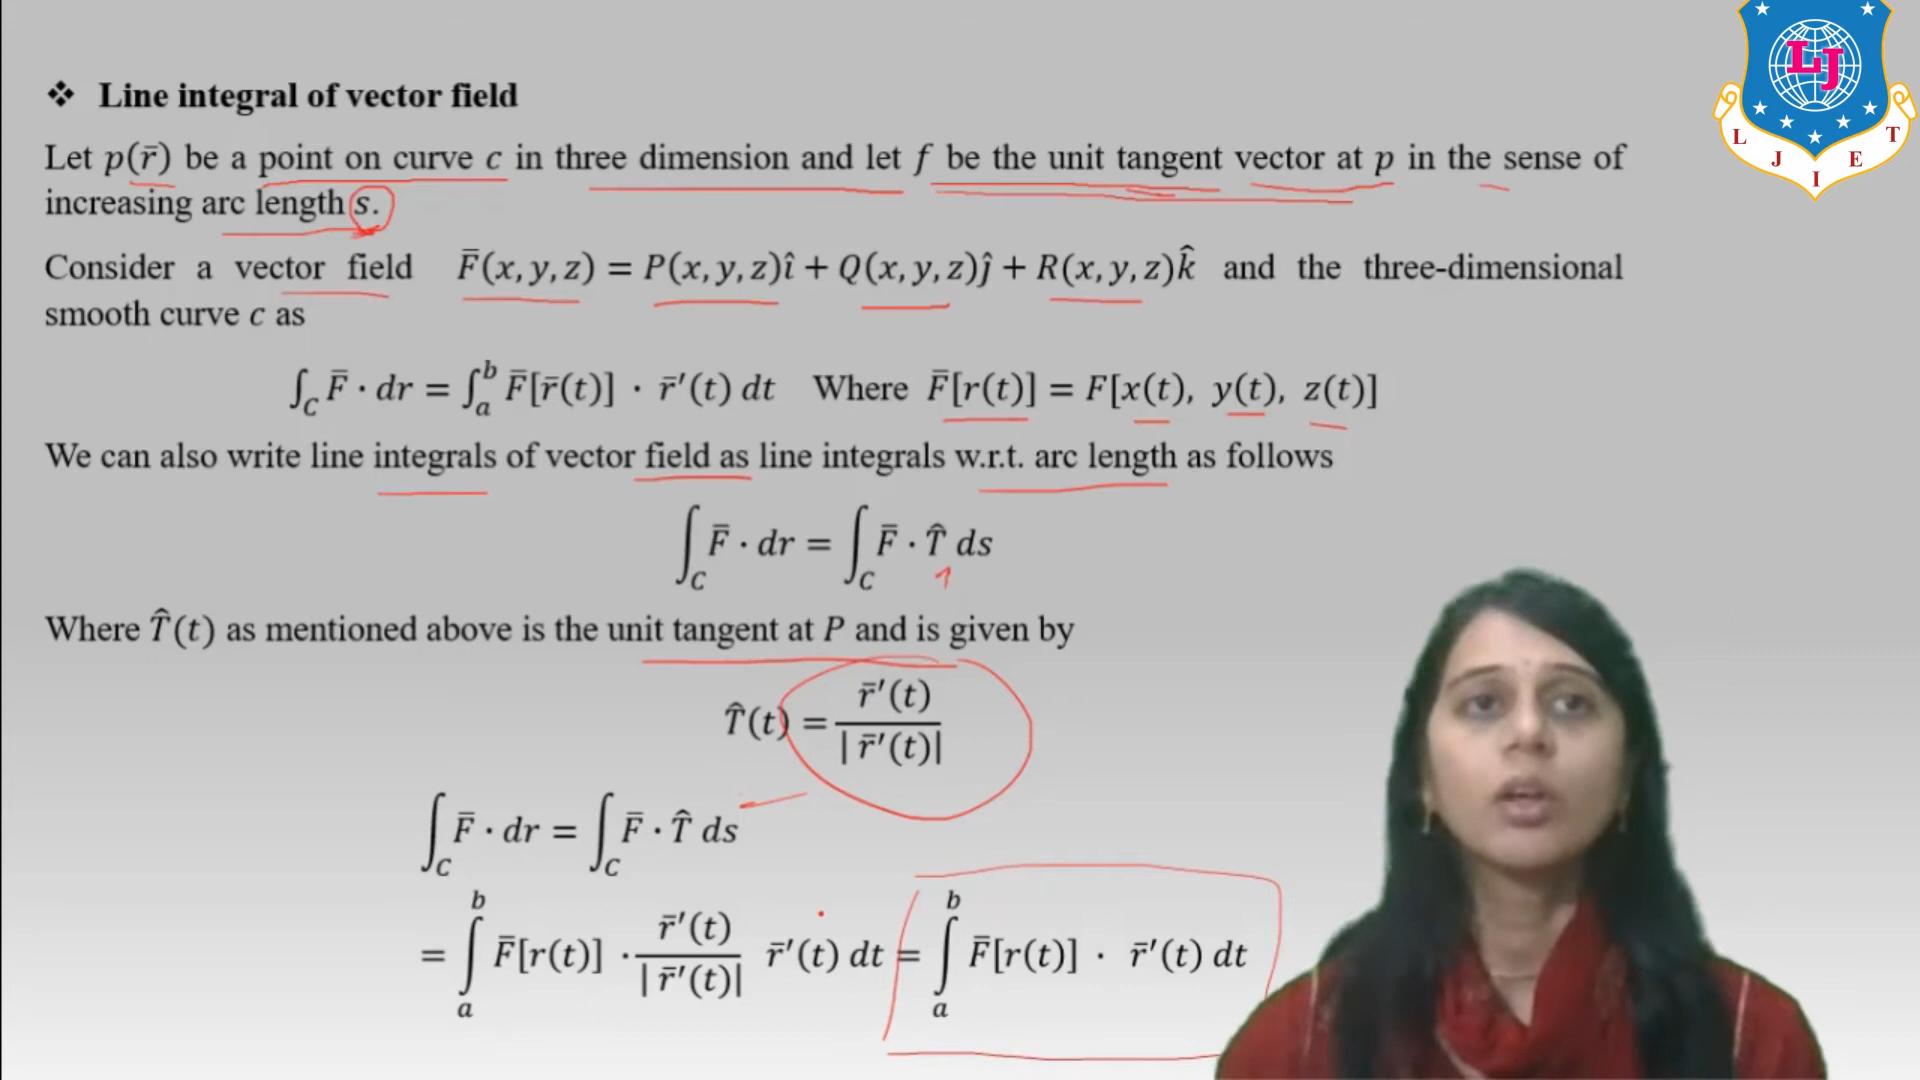 ❖ Line integral of vector field
Let p(r̄) be a point on curve c in three dimension and let f be the unit tangent vector at p in the sense of
increasing arc length s.
Consider a vector field F̄(x, y, z) = P(x, y, z)î + Q(x, y, z)ĵ + R(x, y, z)k̂ and the three-dimensional
smooth curve c as
∫_C F̄ · dr = ∫_a^b F̄[r̄(t)] · r̄′(t) dt Where F̄[r(t)] = F[x(t), y(t), z(t)]
We can also write line integrals of vector field as line integrals w.r.t. arc length as follows
∫_C F̄ · dr = ∫_C F̄ · T̂ ds
Where T̂(t) as mentioned above is the unit tangent at P and is given by
T̂(t) = r̄′(t) / |r̄′(t)|
∫_C F̄ · dr = ∫_C F̄ · T̂ ds
= ∫_a^b F̄[r(t)] · r̄′(t) / |r̄′(t)| r̄′(t) dt = ∫_a^b F̄[r(t)] · r̄′(t) dt
LJ
L J I E T